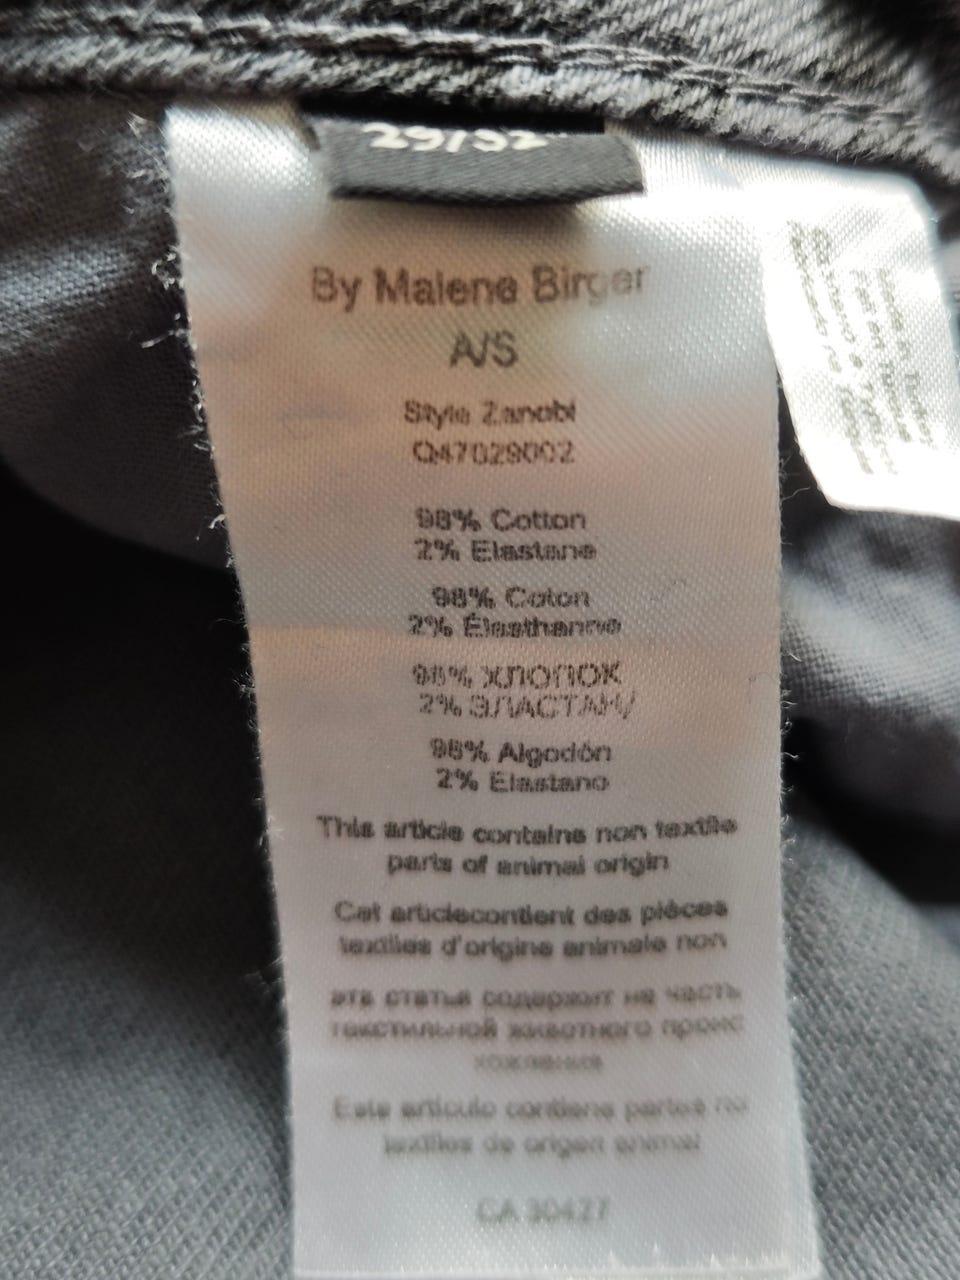 29/32
By Malene Birger
A/S
Style Zanobi
Q47029002
98% Cotton
2% Elastane
98% Coton
2% Élasthanne
98% ХЛОПОК
2% ЭЛАСТАН/
98% Algodón
2% Elastano
This article contains non textile
parts of animal origin
Cet articlecontient des pièces
textiles d'origine animale non
эта статья содержит не часть
текстильной животного проис
хождения
Este articulo contiene partes no
textiles de origen animal
CA 30427